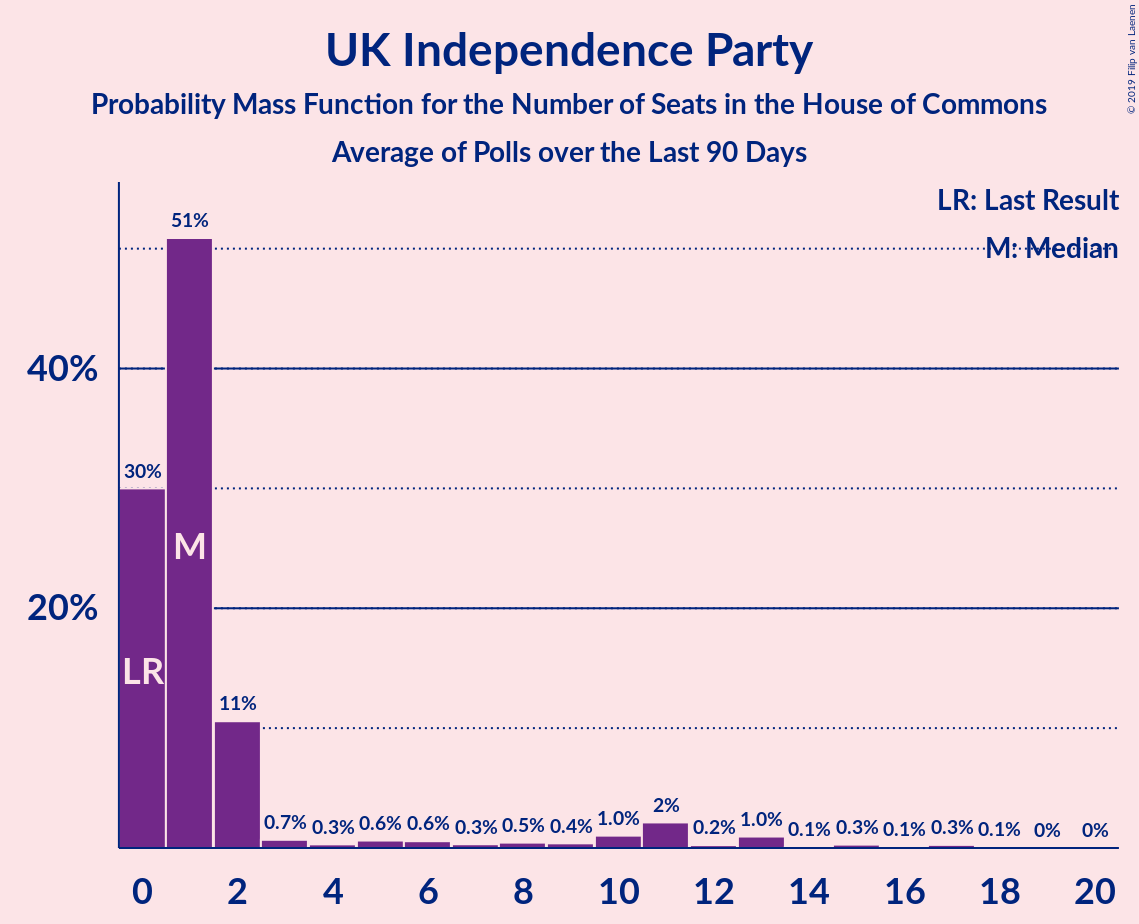 UK Independence Party
Probability Mass Function for the Number of Seats in the House of Commons
Average of Polls over the Last 90 Days
© 2019 Filip van Laenen
LR: Last Result
M: Median
40%
20%
30%
51%
11%
0.7%
0.3%
0.6%
0.6%
0.3%
0.5%
0.4%
1.0%
2%
0.2%
1.0%
0.1%
0.3%
0.1%
0.3%
0.1%
0%
0%
LR
M
0 2 4 6 8 10 12 14 16 18 20